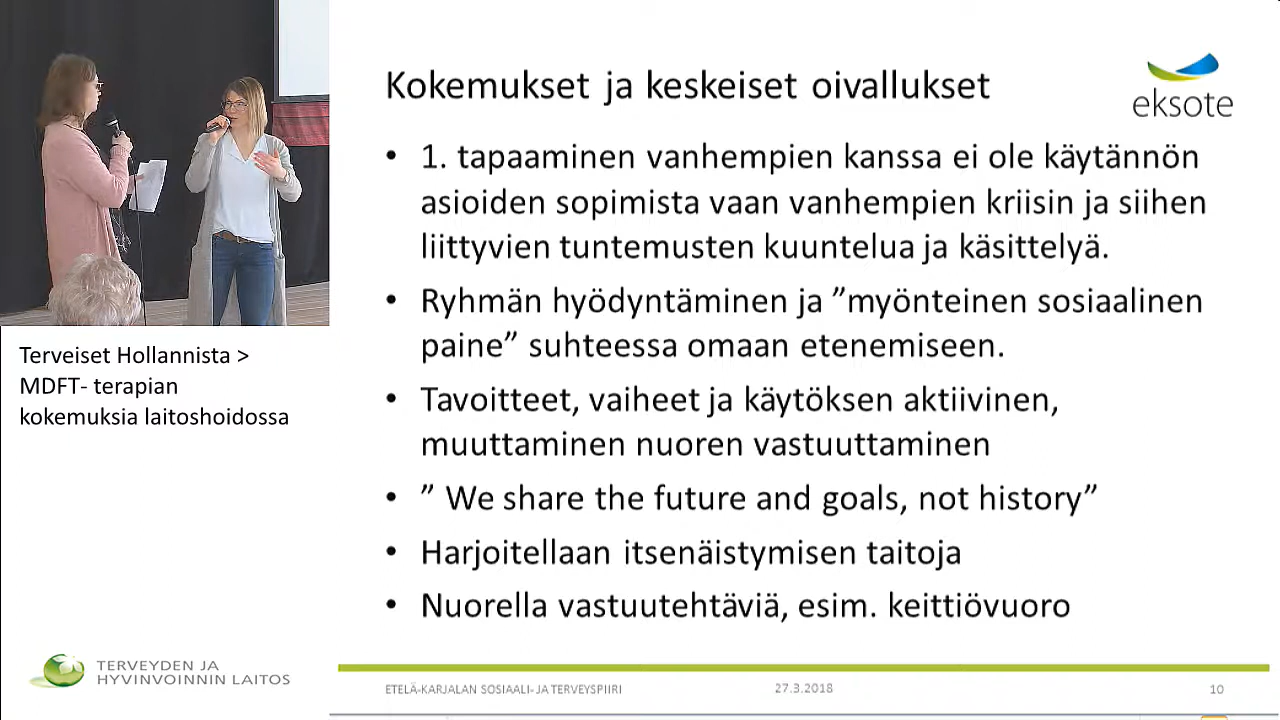 Kokemukset ja keskeiset oivallukset
eksote
• 1. tapaaminen vanhempien kanssa ei ole käytännön
asioiden sopimista vaan vanhempien kriisin ja siihen
liittyvien tuntemusten kuuntelua ja käsittelyä.
• Ryhmän hyödyntäminen ja ”myönteinen sosiaalinen
paine” suhteessa omaan etenemiseen.
• Tavoitteet, vaiheet ja käytöksen aktiivinen,
muuttaminen nuoren vastuuttaminen
• ” We share the future and goals, not history”
• Harjoitellaan itsenäistymisen taitoja
• Nuorella vastuutehtäviä, esim. keittiövuoro
Terveiset Hollannista >
MDFT- terapian
kokemuksia laitoshoidossa
TERVEYDEN JA
HYVINVOINNIN LAITOS
ETELÄ-KARJALAN SOSIAALI- JA TERVEYSPIIRI
27.3.2018
10